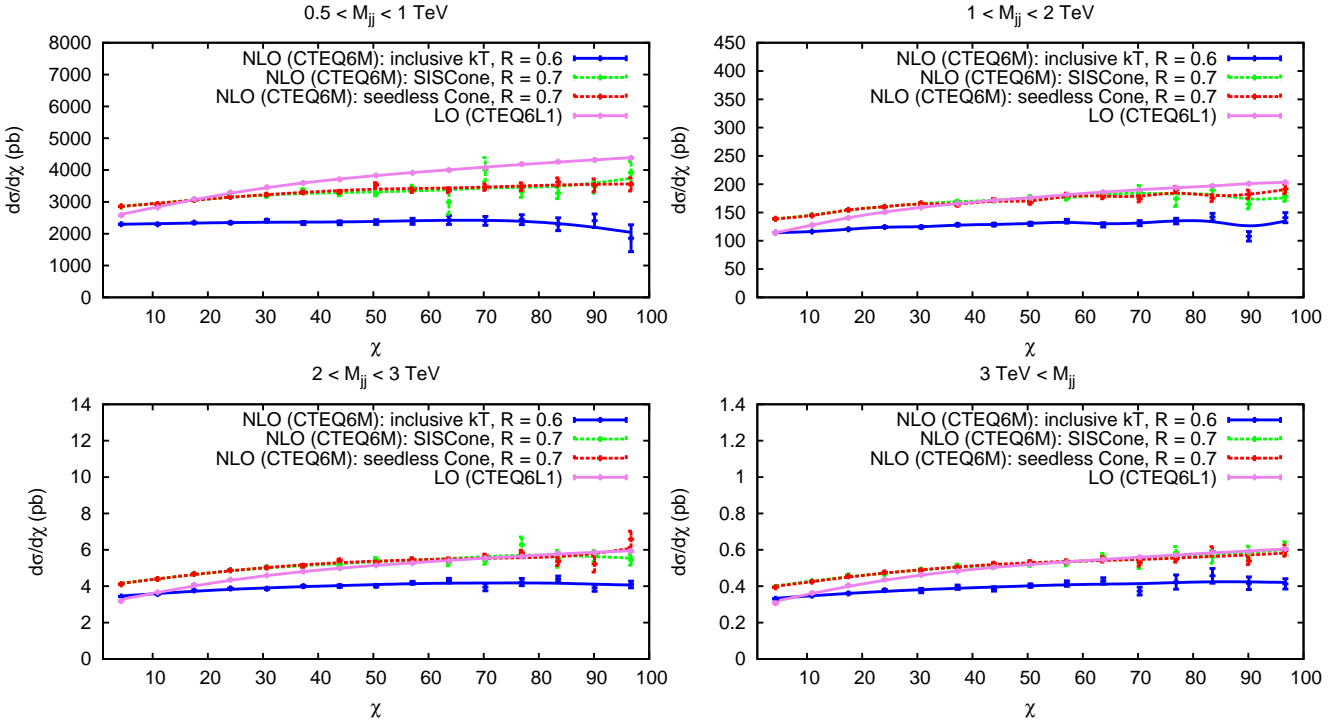 0.5 < Mjj < 1 TeV
dσ/dχ (pb)
8000
7000
6000
5000
4000
3000
2000
1000
0
NLO (CTEQ6M): inclusive kT, R = 0.6
NLO (CTEQ6M): SISCone, R = 0.7
NLO (CTEQ6M): seedless Cone, R = 0.7
LO (CTEQ6L1)
10 20 30 40 50 60 70 80 90 100
χ
1 < Mjj < 2 TeV
dσ/dχ (pb)
450
400
350
300
250
200
150
100
50
0
NLO (CTEQ6M): inclusive kT, R = 0.6
NLO (CTEQ6M): SISCone, R = 0.7
NLO (CTEQ6M): seedless Cone, R = 0.7
LO (CTEQ6L1)
10 20 30 40 50 60 70 80 90 100
χ
2 < Mjj < 3 TeV
dσ/dχ (pb)
14
12
10
8
6
4
2
0
NLO (CTEQ6M): inclusive kT, R = 0.6
NLO (CTEQ6M): SISCone, R = 0.7
NLO (CTEQ6M): seedless Cone, R = 0.7
LO (CTEQ6L1)
10 20 30 40 50 60 70 80 90 100
χ
3 TeV < Mjj
dσ/dχ (pb)
1.4
1.2
1
0.8
0.6
0.4
0.2
0
NLO (CTEQ6M): inclusive kT, R = 0.6
NLO (CTEQ6M): SISCone, R = 0.7
NLO (CTEQ6M): seedless Cone, R = 0.7
LO (CTEQ6L1)
10 20 30 40 50 60 70 80 90 100
χ